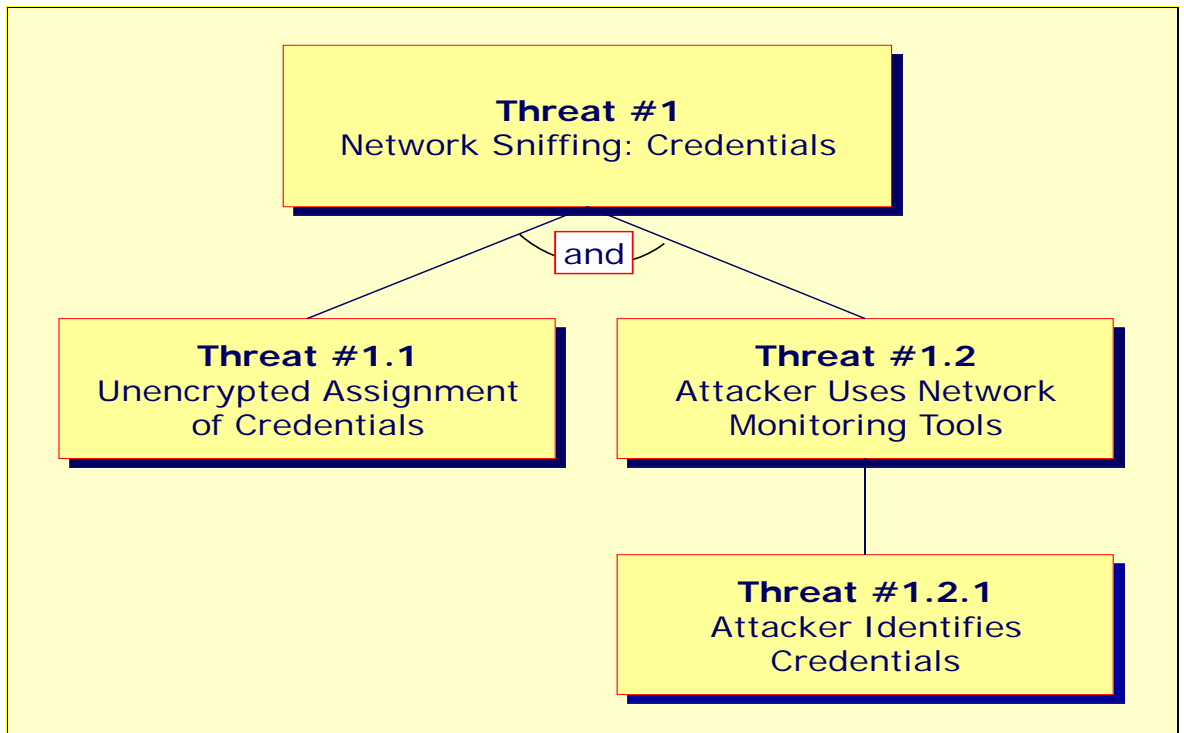 Threat #1
Network Sniffing: Credentials
and
Threat #1.1
Unencrypted Assignment
of Credentials
Threat #1.2
Attacker Uses Network
Monitoring Tools
Threat #1.2.1
Attacker Identifies
Credentials